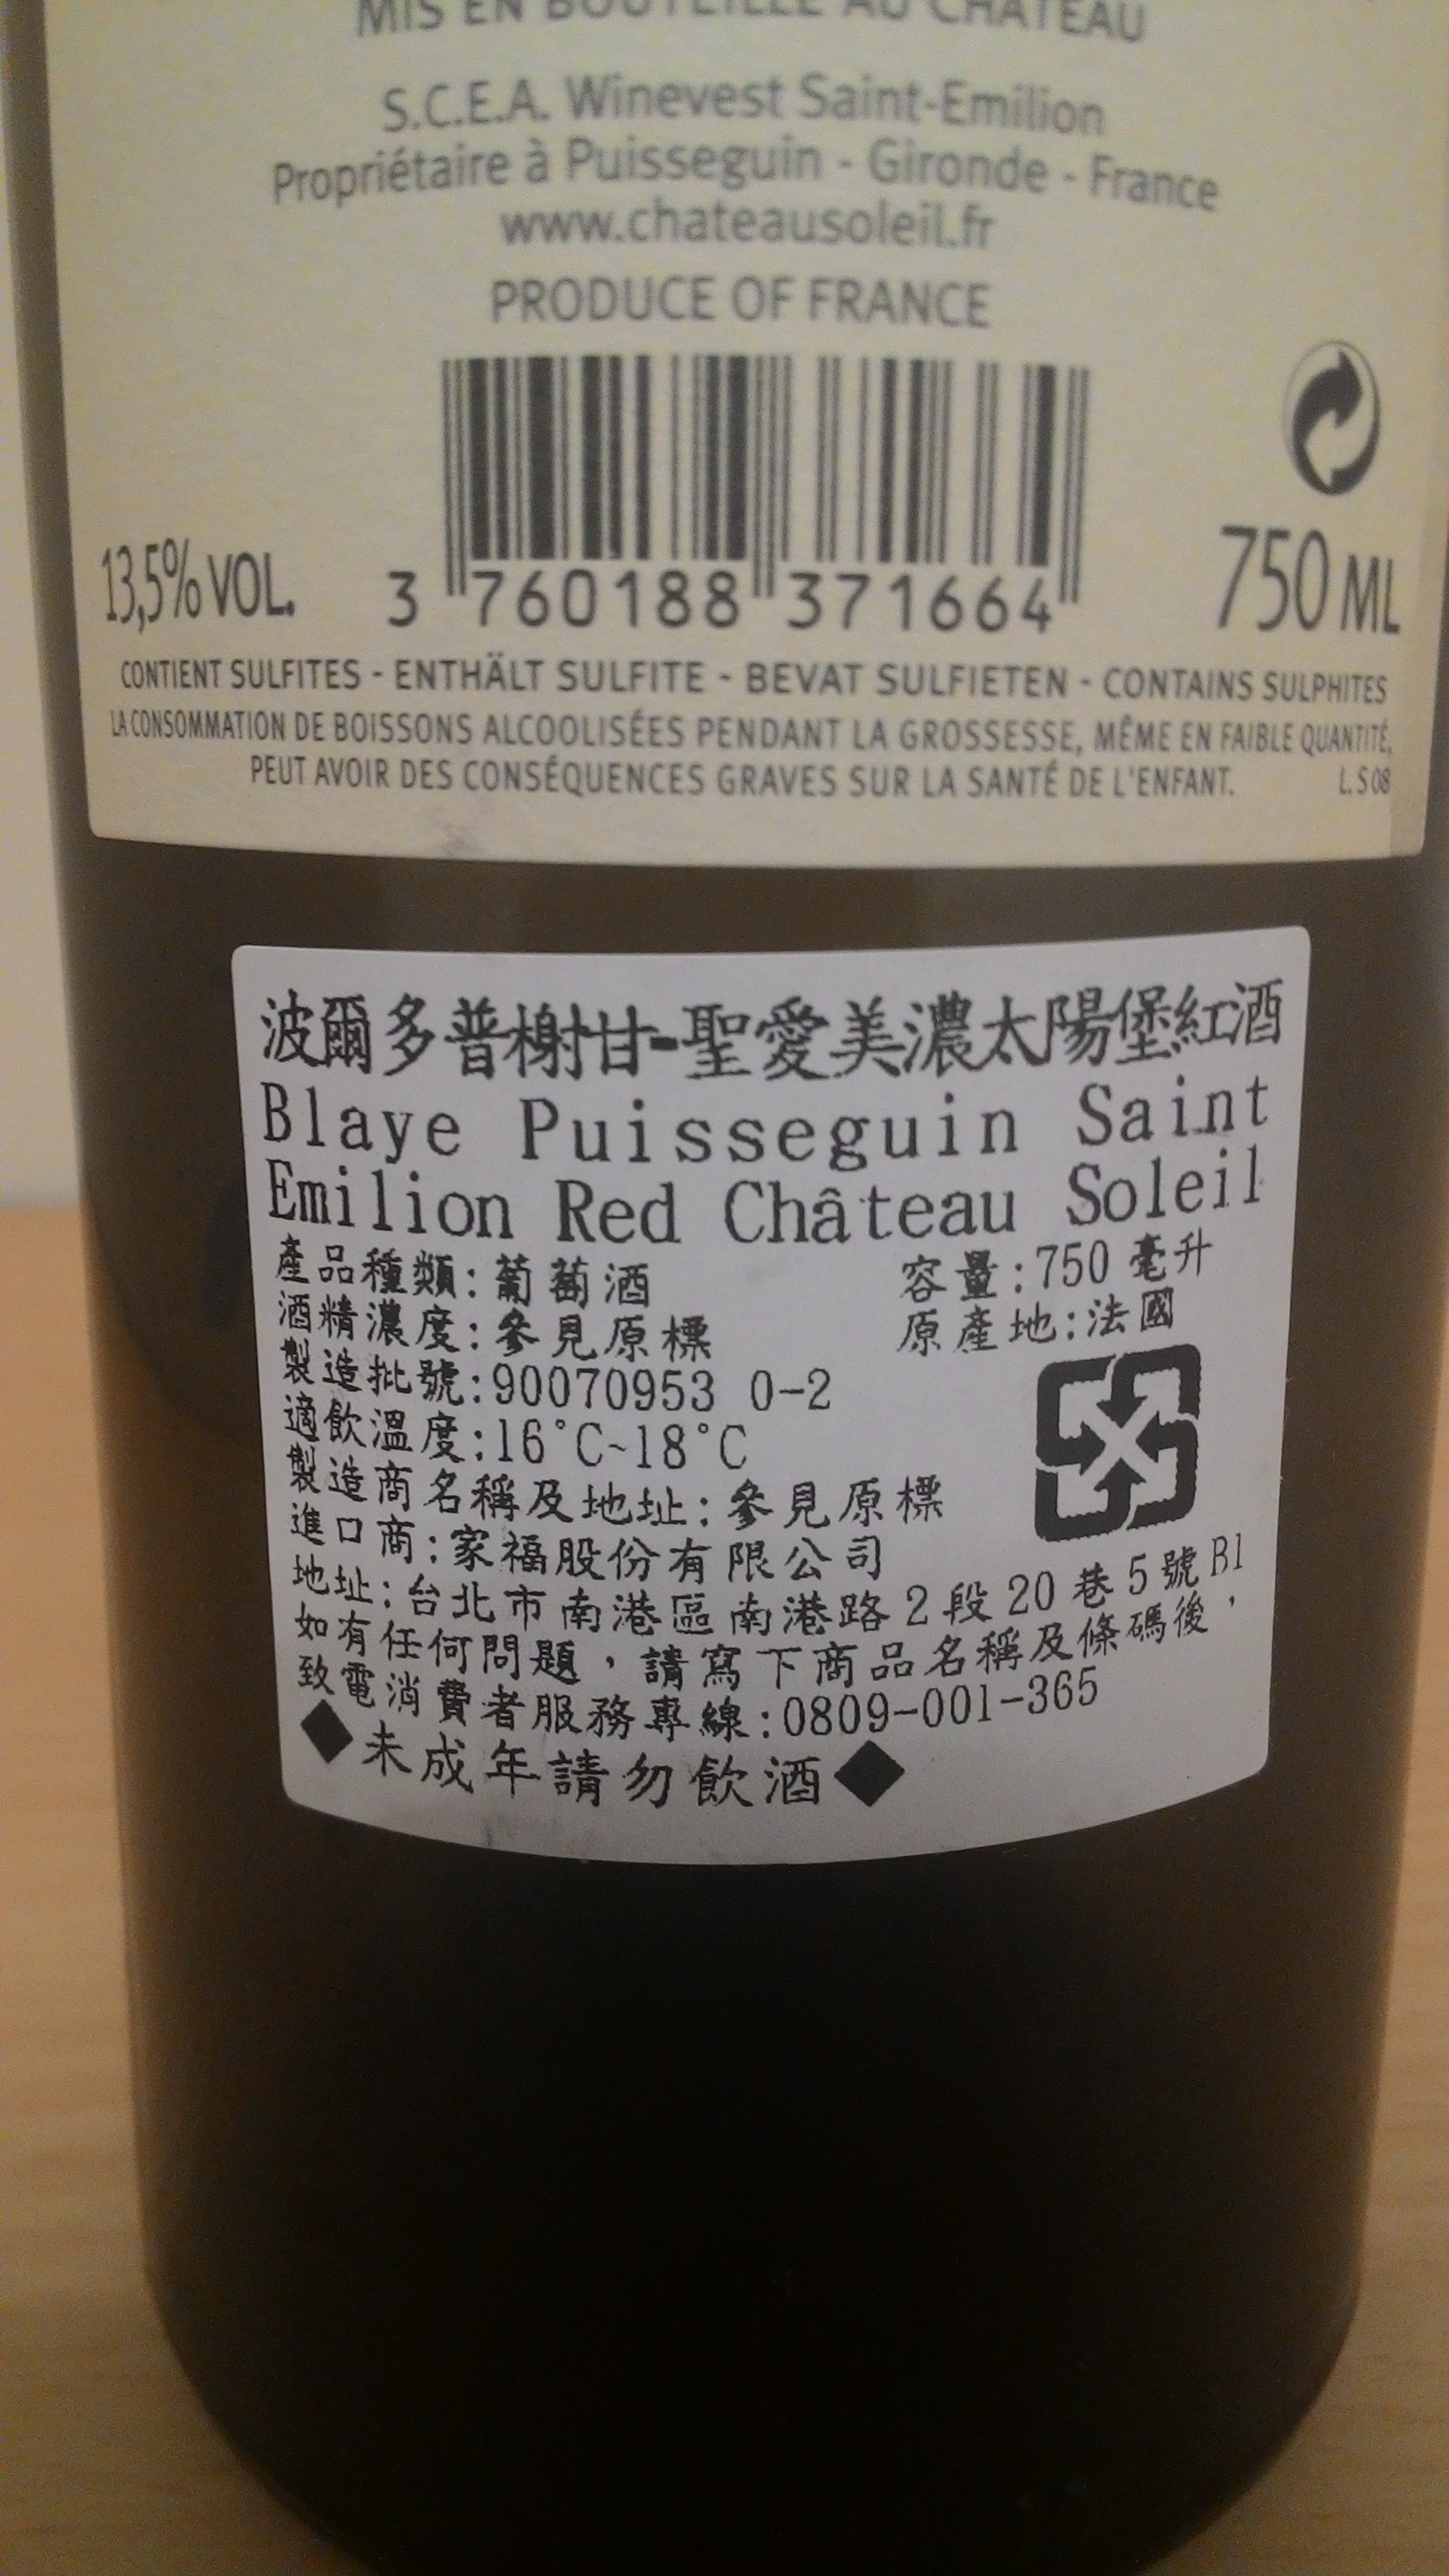 MIS EN BOUTEILLE AU CHÂTEAU
S.C.E.A. Winevest Saint-Emilion
Propriétaire à Puisseguin - Gironde - France
www.chateausoleil.fr
PRODUCE OF FRANCE
13,5% VOL.
3 760188 371664
750 ML
CONTIENT SULFITES - ENTHÄLT SULFITE - BEVAT SULFIETEN - CONTAINS SULPHITES
LA CONSOMMATION DE BOISSONS ALCOOLISÉES PENDANT LA GROSSESSE, MÊME EN FAIBLE QUANTITÉ,
PEUT AVOIR DES CONSÉQUENCES GRAVES SUR LA SANTÉ DE L'ENFANT. L.S08
波爾多普榭甘-聖愛美濃太陽堡紅酒
Blaye Puisseguin Saint
Emilion Red Château Soleil
產品種類:葡萄酒 容量:750 毫升
酒精濃度:參見原標 原產地:法國
製造批號:90070953 0-2
適飲溫度:16°C~18°C
製造商名稱及地址:參見原標
進口商:家福股份有限公司
地址:台北市南港區南港路2段20巷5號B1
如有任何問題，請寫下商品名稱及條碼後，
致電消費者服務專線:0809-001-365
◆未成年請勿飲酒◆